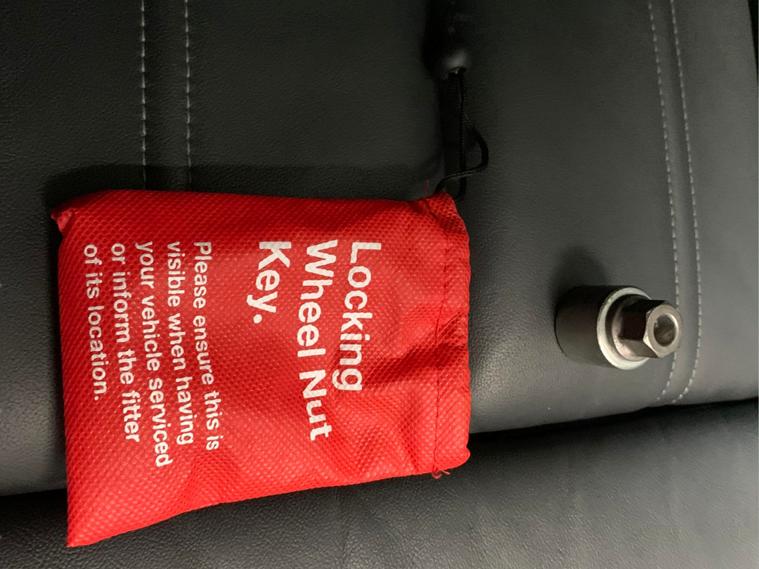 Locking
Wheel Nut
Key.
Please ensure this is
visible when having
your vehicle serviced
or inform the fitter
of its location.